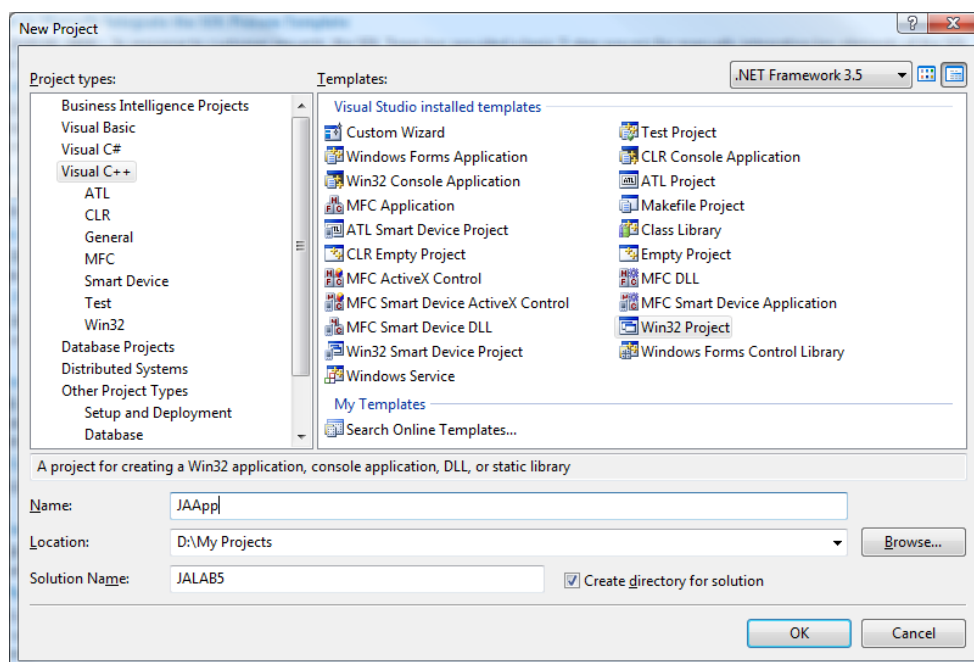 New Project
Project types:
Templates:
.NET Framework 3.5
Business Intelligence Projects
Visual Basic
Visual C#
Visual C++
ATL
CLR
General
MFC
Smart Device
Test
Win32
Database Projects
Distributed Systems
Other Project Types
Setup and Deployment
Database
Visual Studio installed templates
Custom Wizard
Windows Forms Application
Win32 Console Application
MFC Application
ATL Smart Device Project
CLR Empty Project
MFC ActiveX Control
MFC Smart Device ActiveX Control
MFC Smart Device DLL
Win32 Smart Device Project
Windows Service
Test Project
CLR Console Application
ATL Project
Makefile Project
Class Library
Empty Project
MFC DLL
MFC Smart Device Application
Win32 Project
Windows Forms Control Library
My Templates
Search Online Templates...
A project for creating a Win32 application, console application, DLL, or static library
Name:
JAApp
Location:
D:\My Projects
Browse...
Solution Name:
JALAB5
Create directory for solution
OK
Cancel